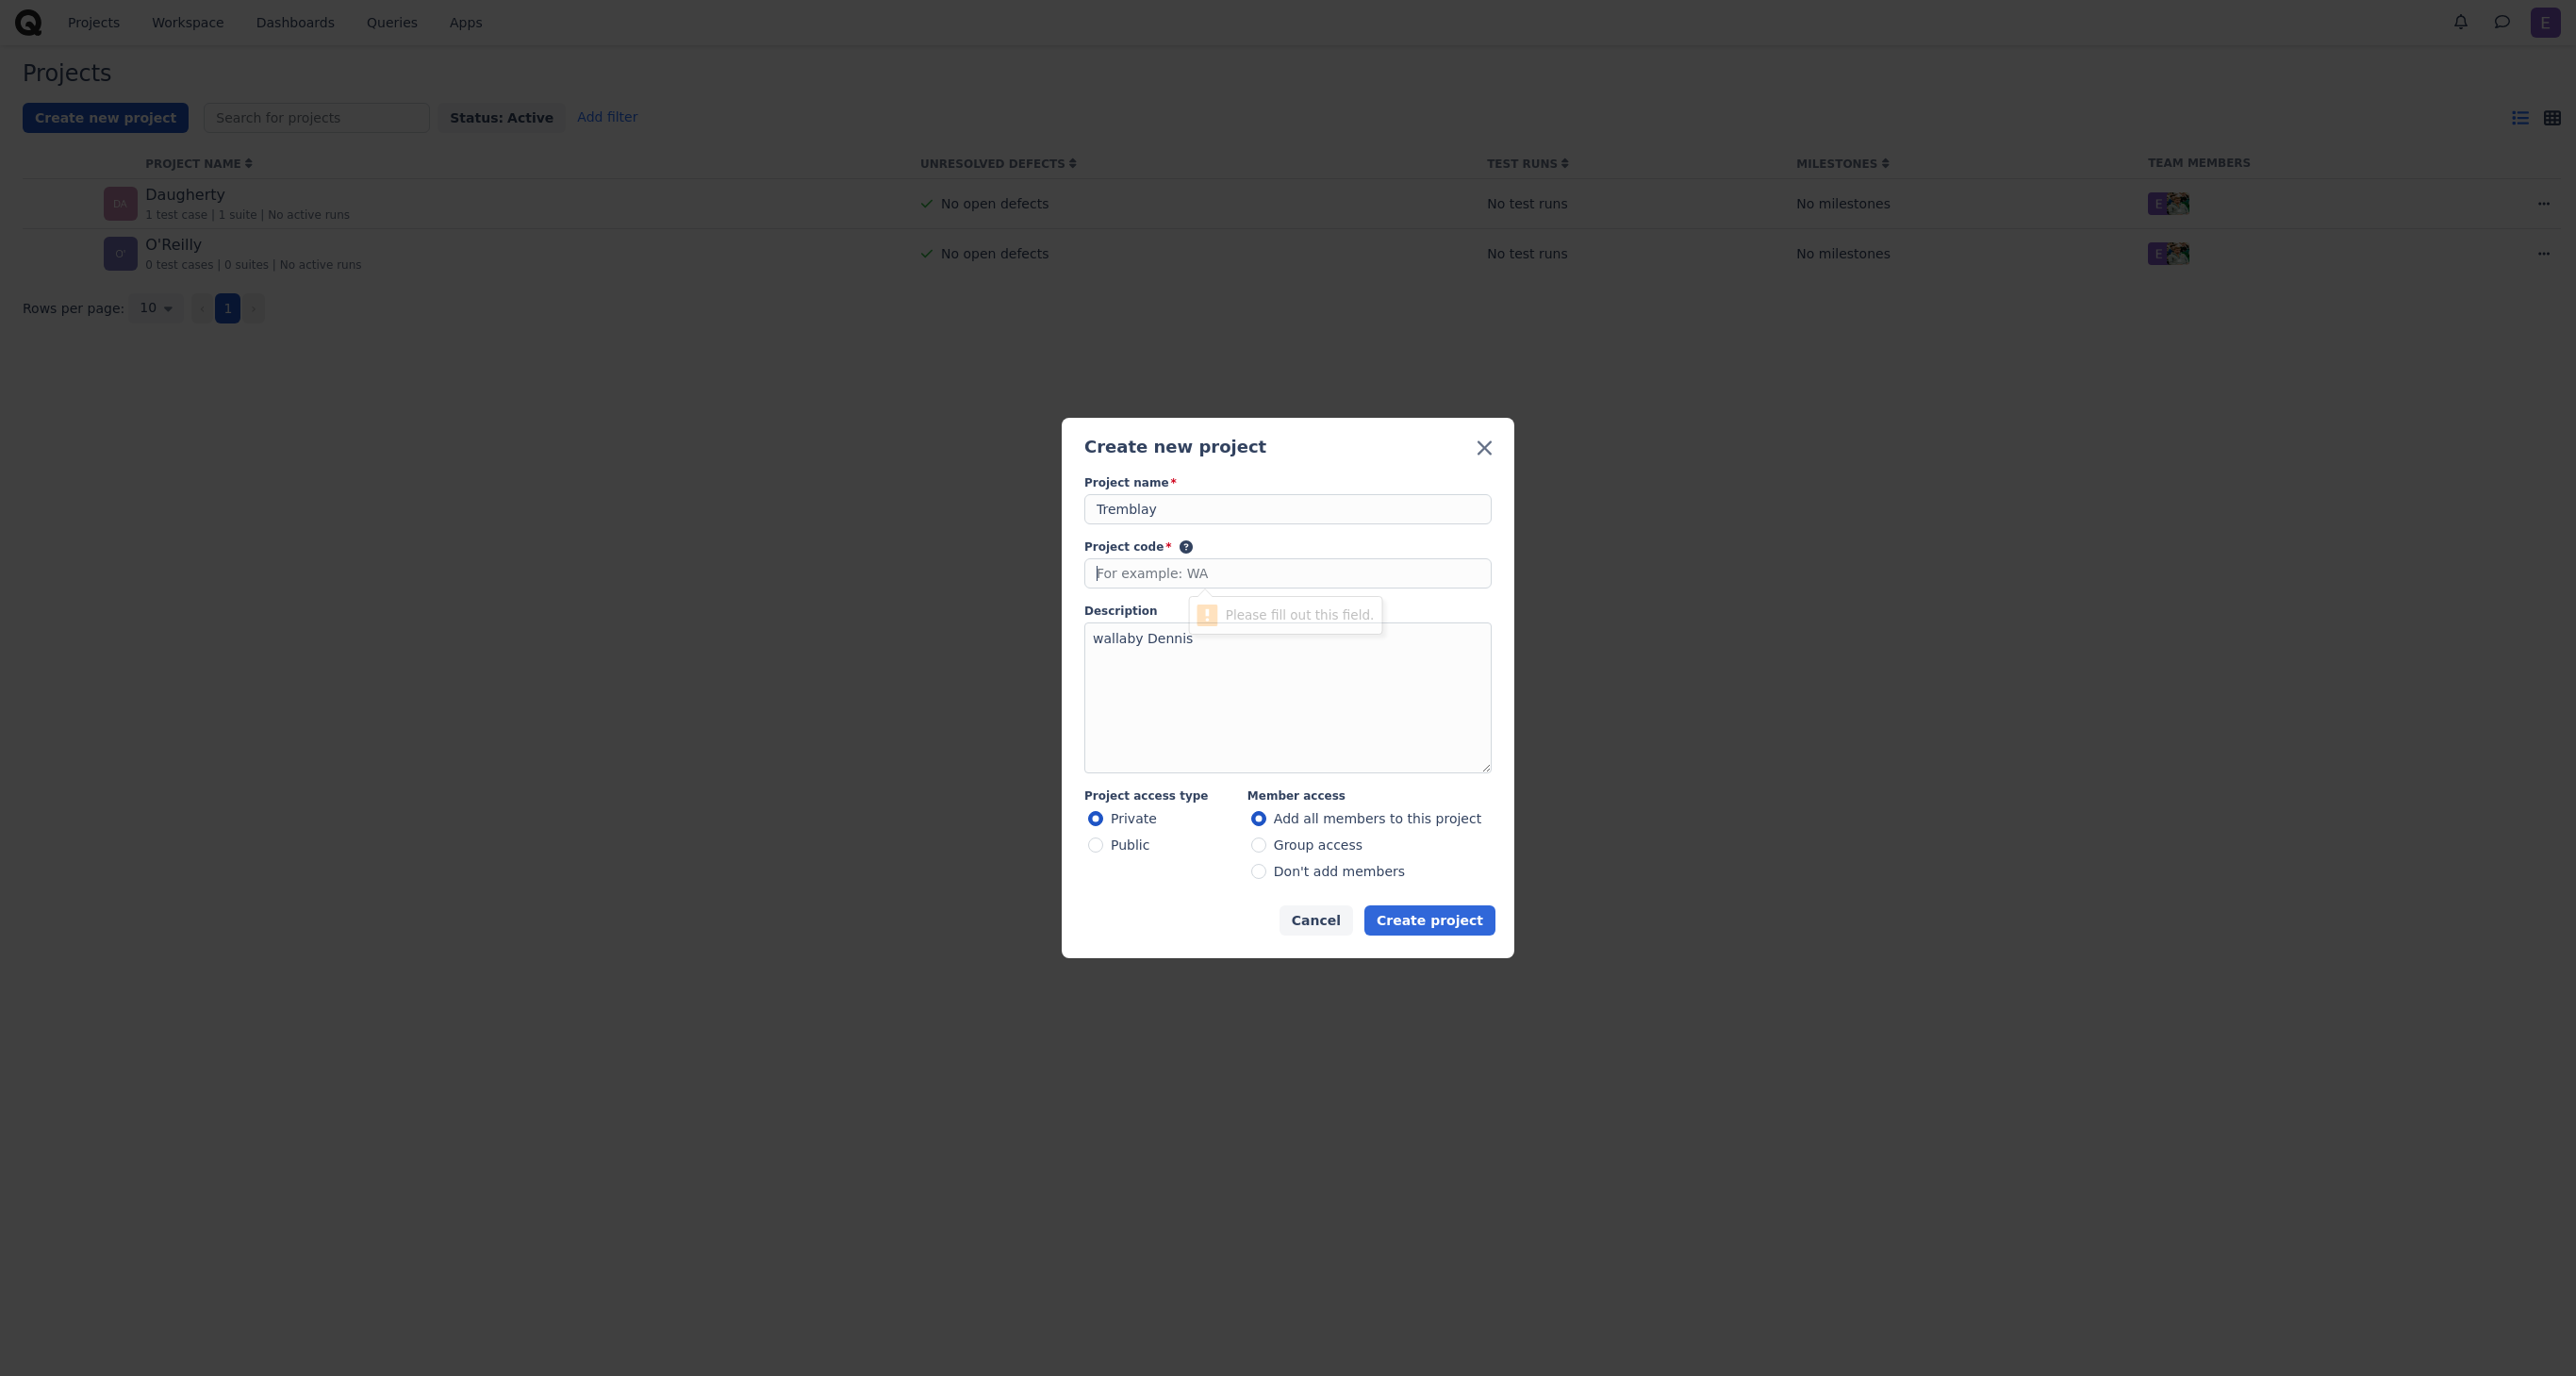 Projects Workspace Dashboards Queries Apps E
Projects
Create new project Search for projects Status: Active Add filter
PROJECT NAME UNRESOLVED DEFECTS TEST RUNS MILESTONES TEAM MEMBERS
DA Daugherty
1 test case | 1 suite | No active runs No open defects No test runs No milestones E
O' O'Reilly
0 test cases | 0 suites | No active runs No open defects No test runs No milestones E
Rows per page: 10 ‹ 1 ›
Create new project
Project name*
Tremblay
Project code* ?
For example: WA
Please fill out this field.
Description
wallaby Dennis
Project access type Member access
Private Add all members to this project
Public Group access
Don't add members
Cancel Create project